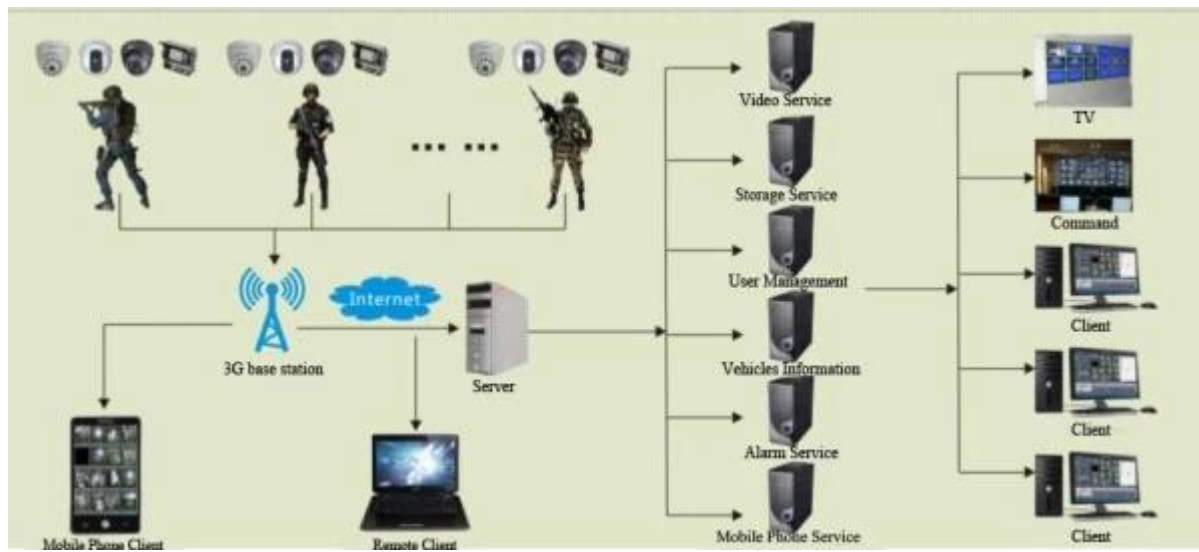 Video Service
TV
Storage Service
Command
User Management
Internet
3G base station
Server
Vehicles Information
Client
Client
Alarm Service
Mobile Phone Client
Remote Client
Mobile Phone Service
Client